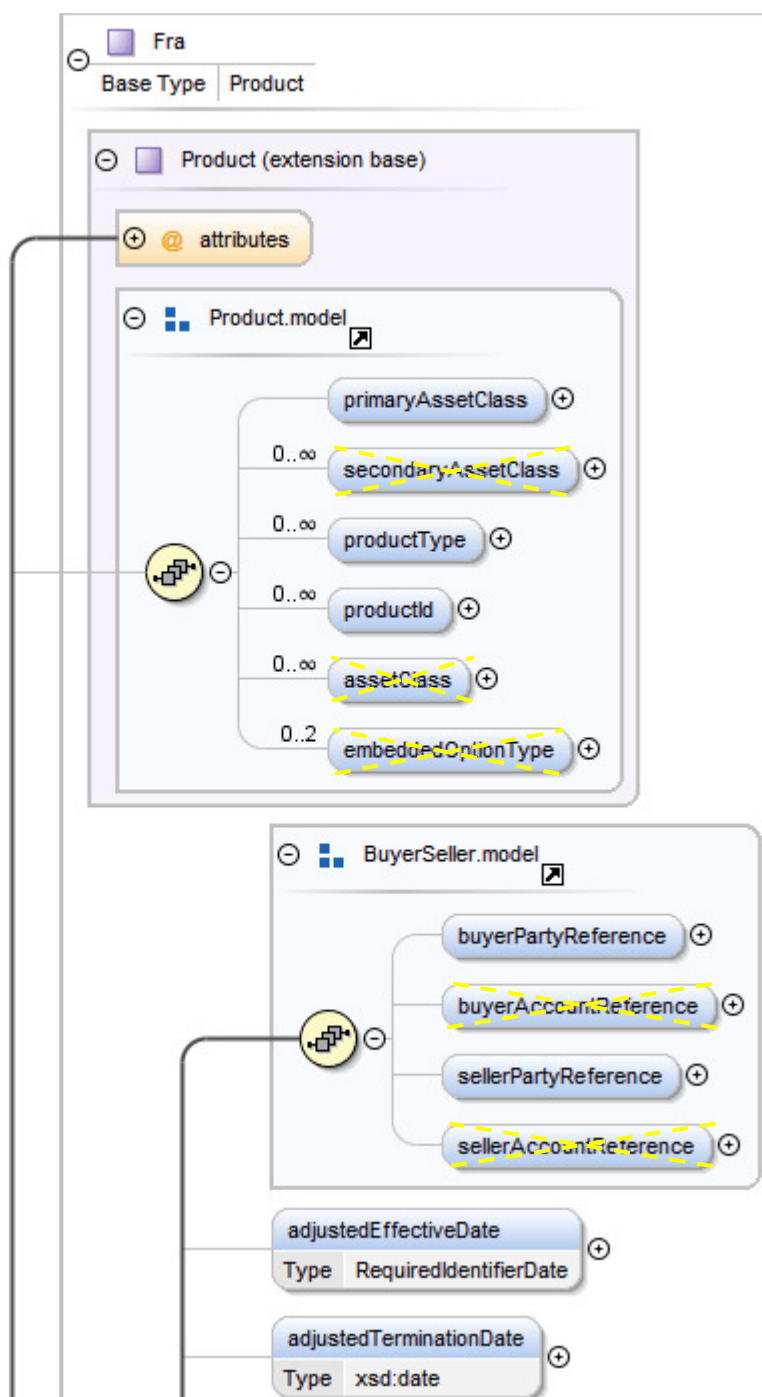 Fra
Base Type Product
Product (extension base)
@ attributes
Product.model
primaryAssetClass
0..∞ secondaryAssetClass
0..∞ productType
0..∞ productId
0..∞ assetClass
0..2 embeddedOptionType
BuyerSeller.model
buyerPartyReference
buyerAccountReference
sellerPartyReference
sellerAccountReference
adjustedEffectiveDate
Type RequiredIdentifierDate
adjustedTerminationDate
Type xsd:date